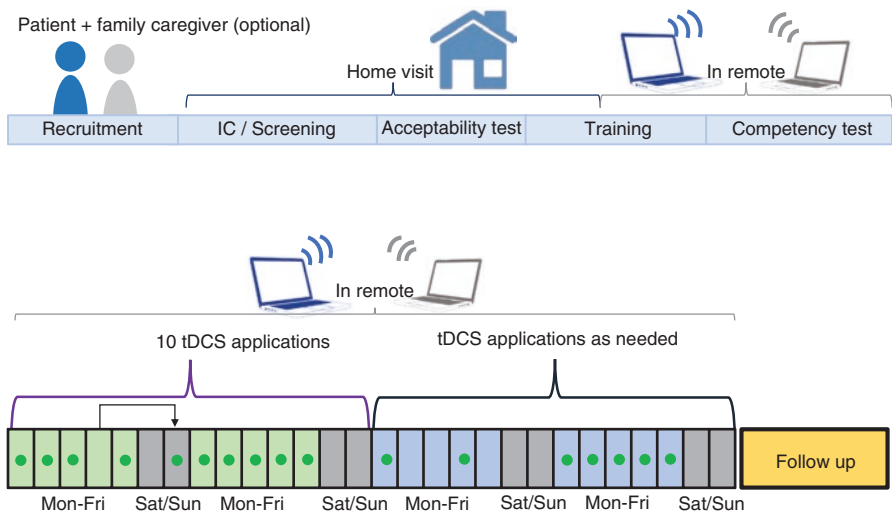 Patient + family caregiver (optional)
Home visit
In remote
Recruitment
IC / Screening
Acceptability test
Training
Competency test
In remote
10 tDCS applications
tDCS applications as needed
Follow up
Mon-Fri
Sat/Sun
Mon-Fri
Sat/Sun
Mon-Fri
Sat/Sun
Mon-Fri
Sat/Sun